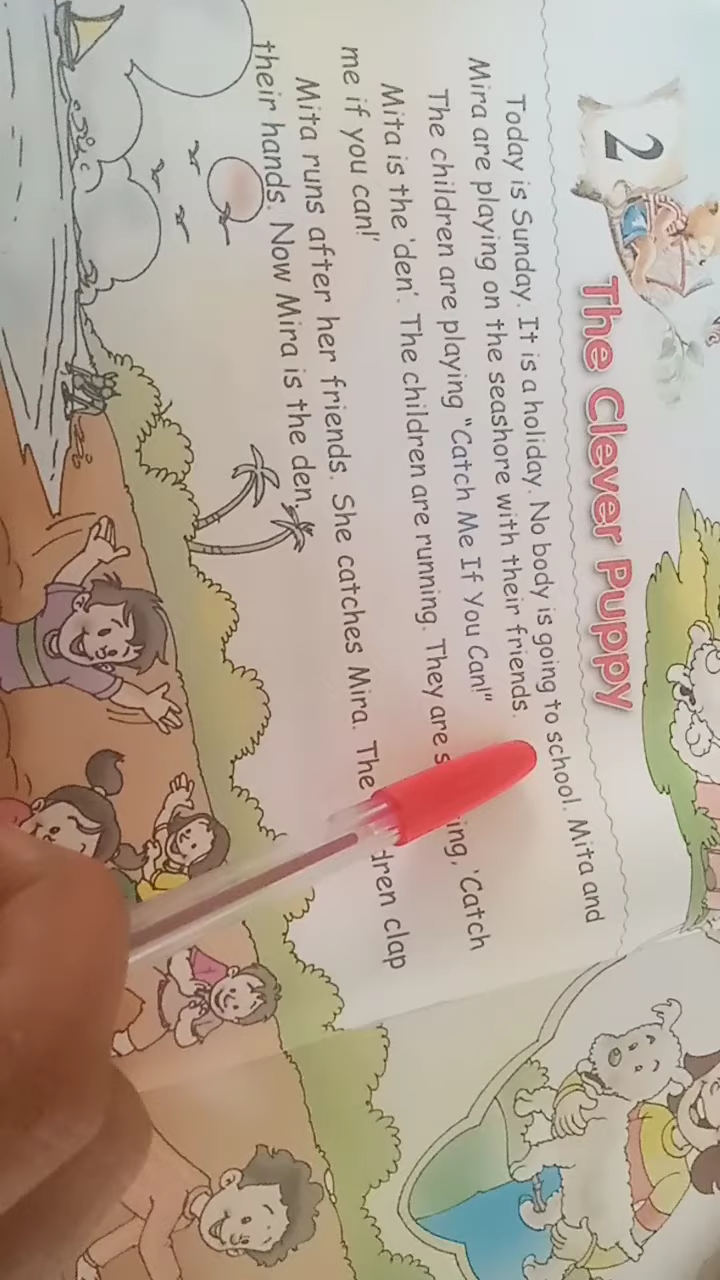 2
The Clever Puppy
Today is Sunday. It is a holiday. No body is going to school. Mita and
Mira are playing on the seashore with their friends.
The children are playing "Catch Me If You Can!"
Mita is the 'den'. The children are running. They are ing, 'Catch
me if you can!'
Mita runs after her friends. She catches Mira. The dren clap
their hands. Now Mira is the den.